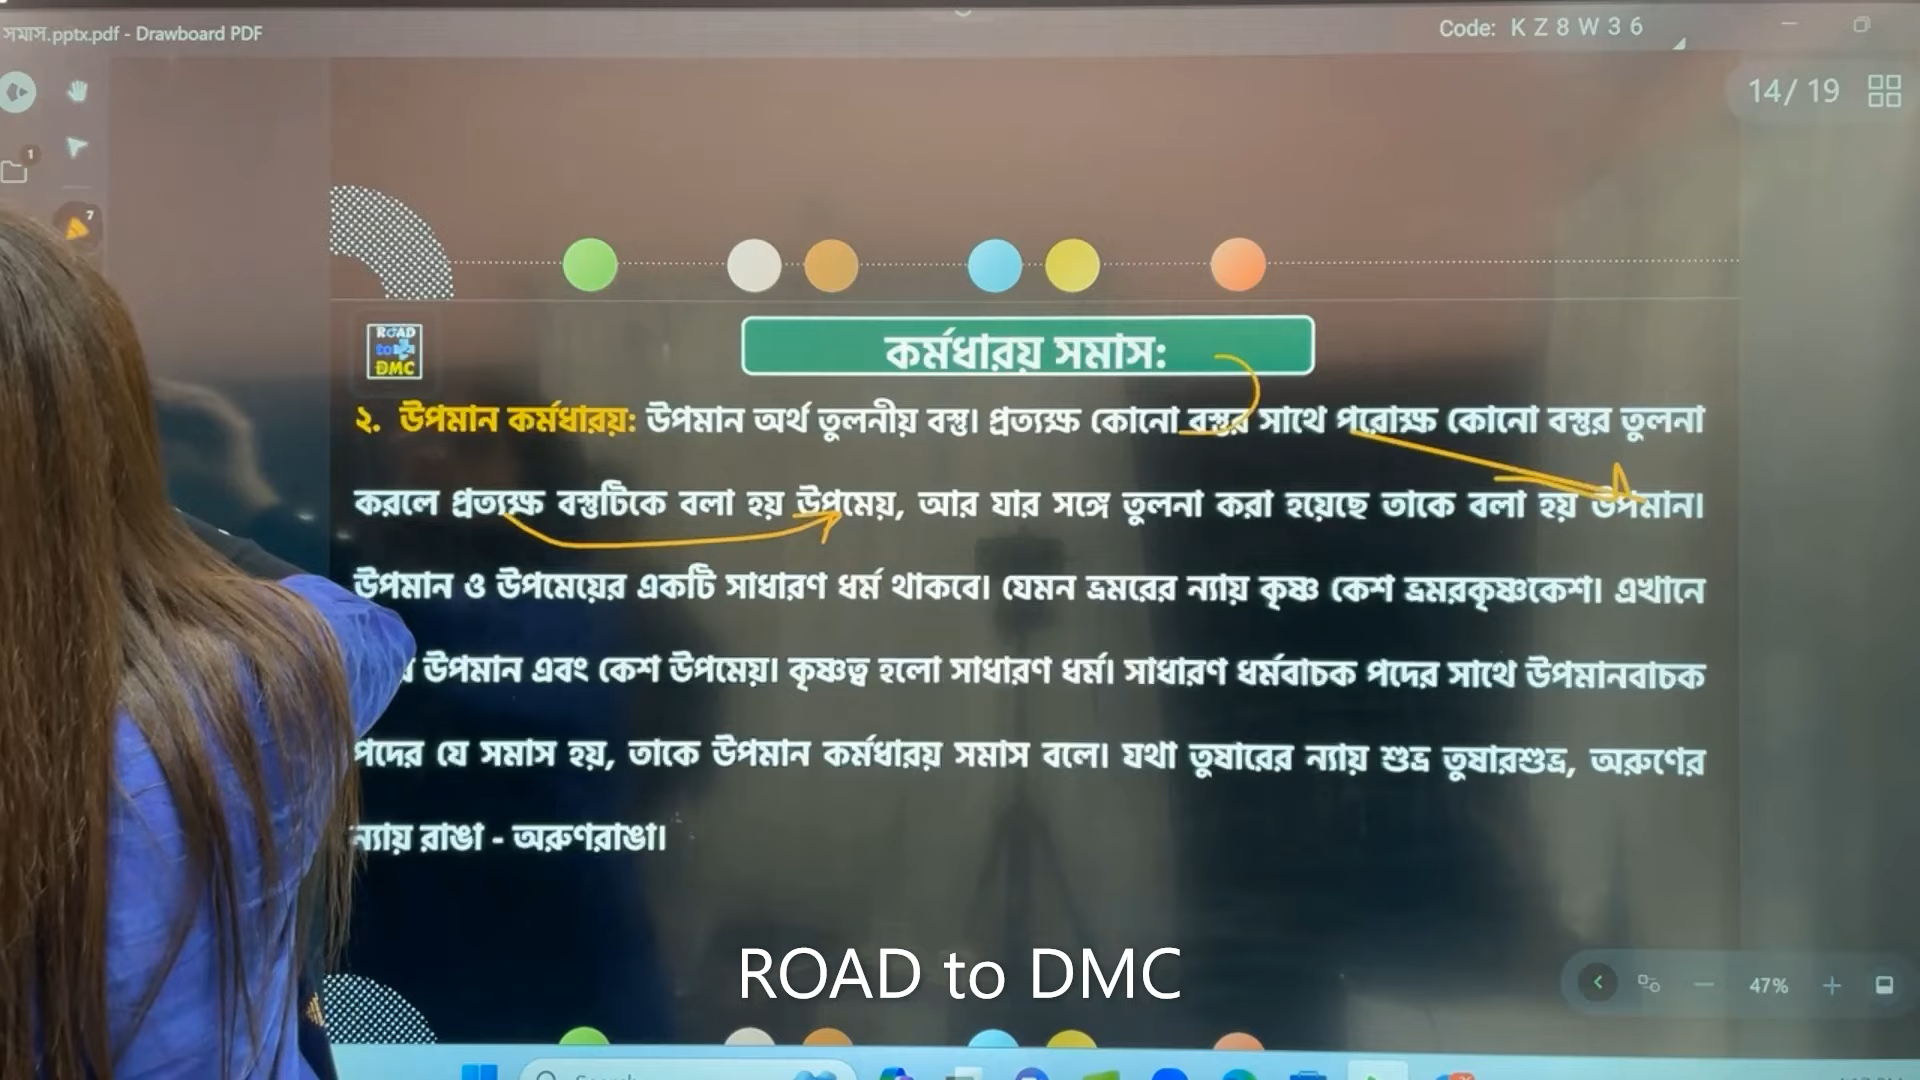 সমাস.pptx.pdf - Drawboard PDF
Code: KZ8W36
14/ 19
1
7
ROAD
to
DMC
কর্মধারয় সমাস:
২. উপমান কর্মধারয়: উপমান অর্থ তুলনীয় বস্তু। প্রত্যক্ষ কোনো বস্তুর সাথে পরোক্ষ কোনো বস্তুর তুলনা
করলে প্রত্যক্ষ বস্তুটিকে বলা হয় উপমেয়, আর যার সঙ্গে তুলনা করা হয়েছে তাকে বলা হয় উপমান।
উপমান ও উপমেয়ের একটি সাধারণ ধর্ম থাকবে। যেমন ভ্রমরের ন্যায় কৃষ্ণ কেশ ভ্রমরকৃষ্ণকেশ। এখানে
উপমান এবং কেশ উপমেয়। কৃষ্ণত্ব হলো সাধারণ ধর্ম। সাধারণ ধর্মবাচক পদের সাথে উপমানবাচক
পদের যে সমাস হয়, তাকে উপমান কর্মধারয় সমাস বলে। যথা তুষারের ন্যায় শুভ্র তুষারশুভ্র, অরুণের
ন্যায় রাঙা - অরুণরাঙা।
ROAD to DMC
47%